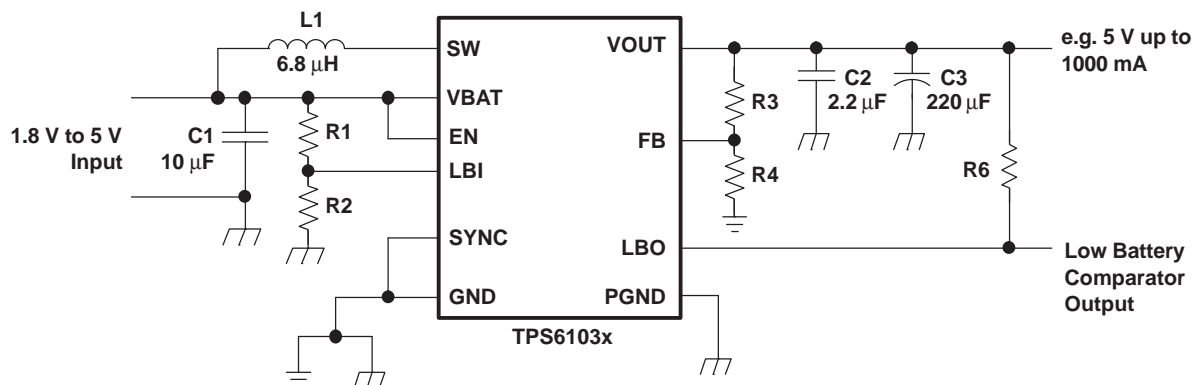 L1
6.8 μH
SW
VOUT
e.g. 5 V up to
1000 mA
VBAT
C2
2.2 μF
C3
220 μF
R3
1.8 V to 5 V
Input
C1
10 μF
R1
EN
FB
LBI
R4
R6
R2
SYNC
LBO
Low Battery
Comparator
Output
GND
PGND
TPS6103x